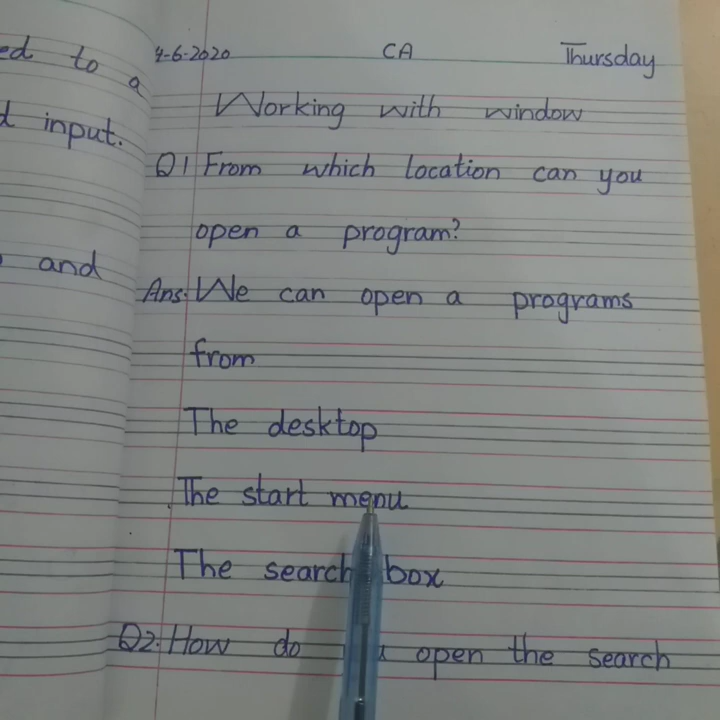 ed to a
d input.
and
4-6-2020 CA Thursday
Working with window
Q1 From which location can you
open a program?
Ans. We can open a programs
from
The desktop
The start menu
The search box
Q2. How do open the search